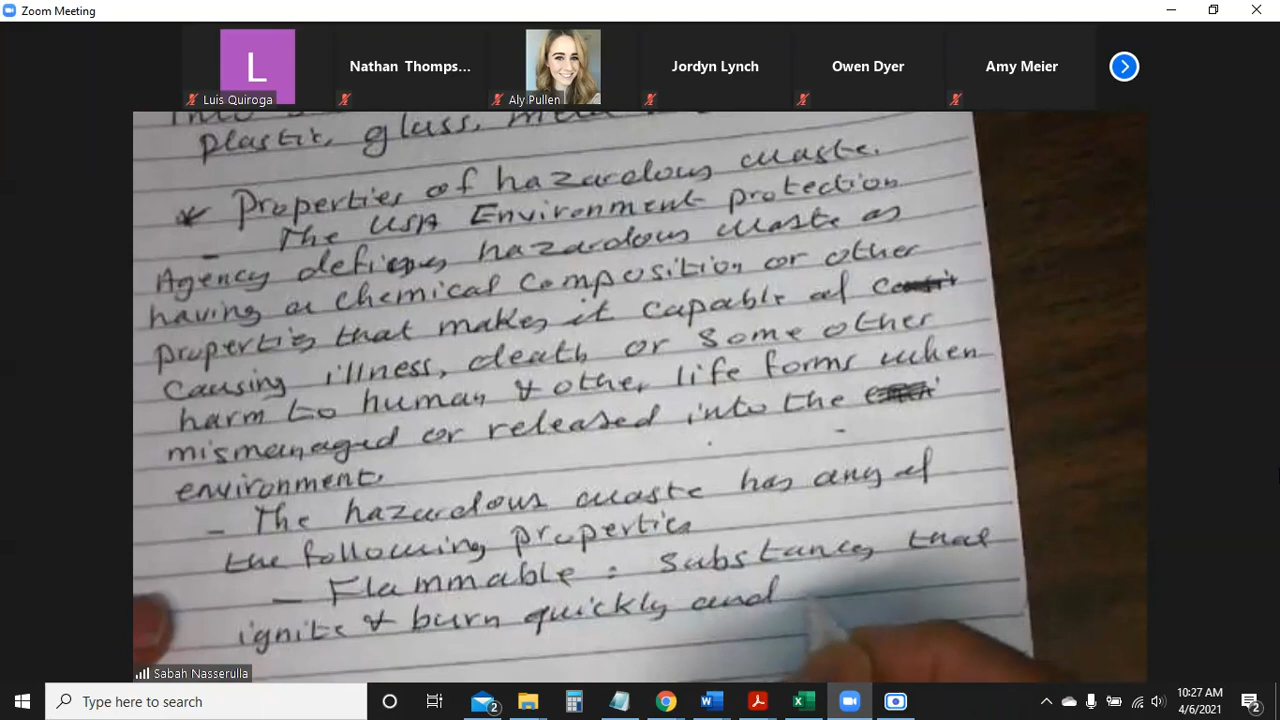 Zoom Meeting
L
Luis Quiroga
Nathan Thomps...
Aly Pullen
Jordyn Lynch
Owen Dyer
Amy Meier
into
plastic, glass,
* Properties of hazardous waste.
- The USA Environment protection
Agency defines hazardous waste as
having a chemical composition or other
properties that makes it capable of
causing illness, death or some other
harm to human & other life forms when
mismanaged or released into the
environment.
- The hazardous waste has any of
the following properties
- Flammable : substances that
ignite & burn quickly and
Sabah Nasserulla
Type here to search
2
10:27 AM
4/6/2021
2